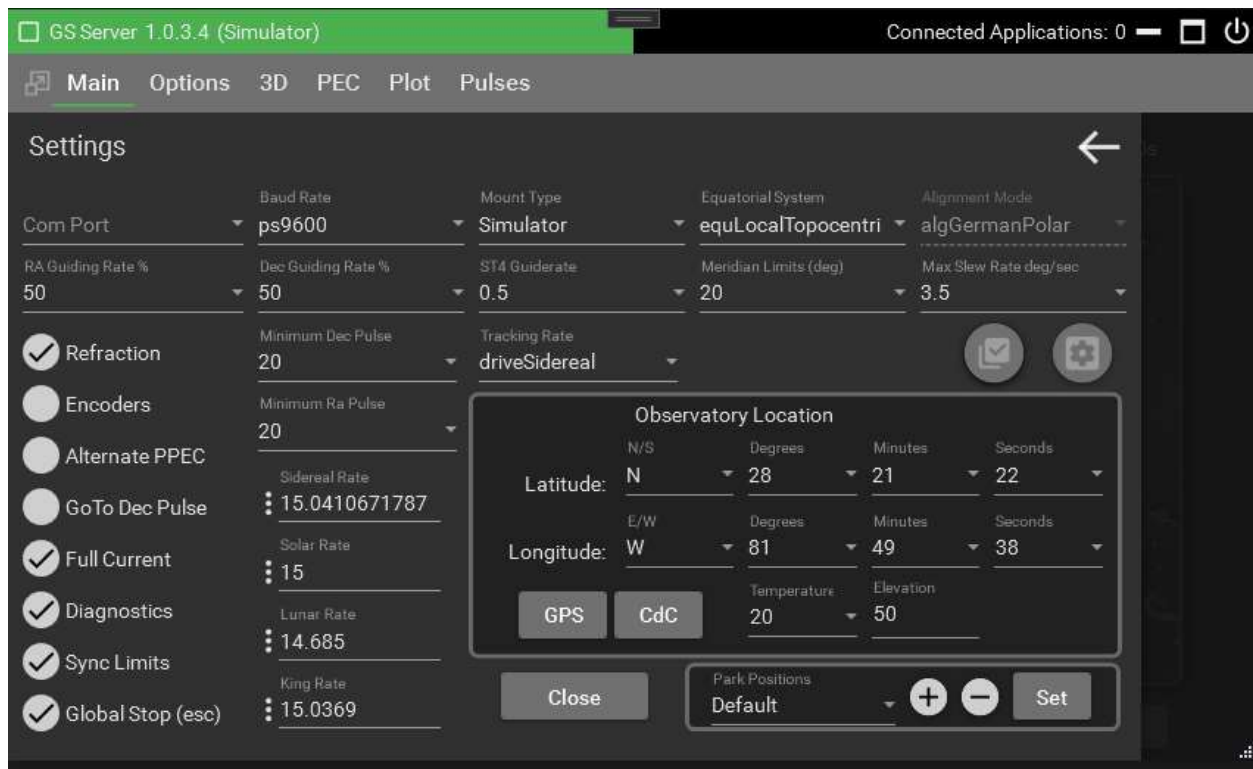 GS Server 1.0.3.4 (Simulator) Connected Applications: 0
Main Options 3D PEC Plot Pulses
Settings
Baud Rate Mount Type Equatorial System Alignment Mode
Com Port ps9600 Simulator equLocalTopocentri algGermanPolar
RA Guiding Rate % Dec Guiding Rate % ST4 Guiderate Meridian Limits (deg) Max Slew Rate deg/sec
50 50 0.5 20 3.5
Refraction
Encoders
Alternate PPEC
GoTo Dec Pulse
Full Current
Diagnostics
Sync Limits
Global Stop (esc)
Minimum Dec Pulse
20
Minimum Ra Pulse
20
Sidereal Rate
15.0410671787
Solar Rate
15
Lunar Rate
14.685
King Rate
15.0369
Tracking Rate
driveSidereal
Observatory Location
N/S Degrees Minutes Seconds
Latitude: N 28 21 22
E/W Degrees Minutes Seconds
Longitude: W 81 49 38
Temperature Elevation
GPS CdC 20 50
Close
Park Positions
Default Set